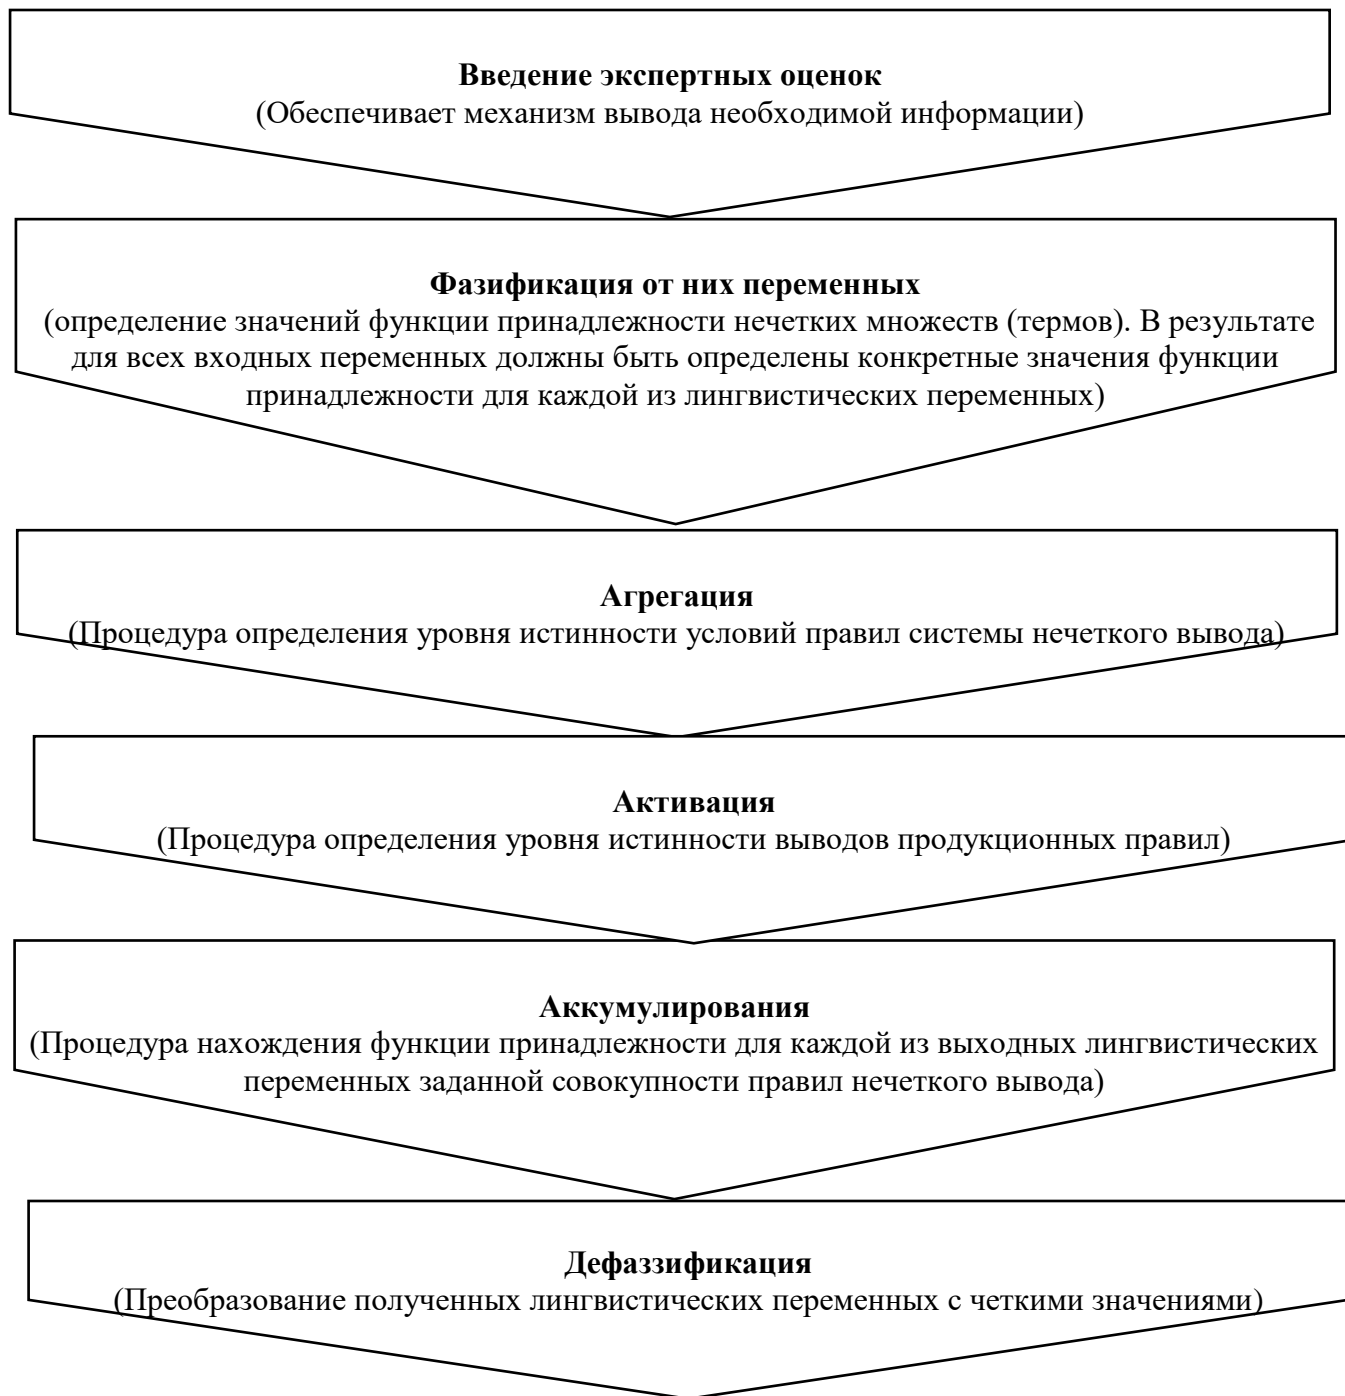 Введение экспертных оценок
(Обеспечивает механизм вывода необходимой информации)
Фазификация от них переменных
(определение значений функции принадлежности нечетких множеств (термов). В результате
для всех входных переменных должны быть определены конкретные значения функции
принадлежности для каждой из лингвистических переменных)
Агрегация
(Процедура определения уровня истинности условий правил системы нечеткого вывода)
Активация
(Процедура определения уровня истинности выводов продукционных правил)
Аккумулирования
(Процедура нахождения функции принадлежности для каждой из выходных лингвистических
переменных заданной совокупности правил нечеткого вывода)
Дефаззификация
(Преобразование полученных лингвистических переменных с четкими значениями)